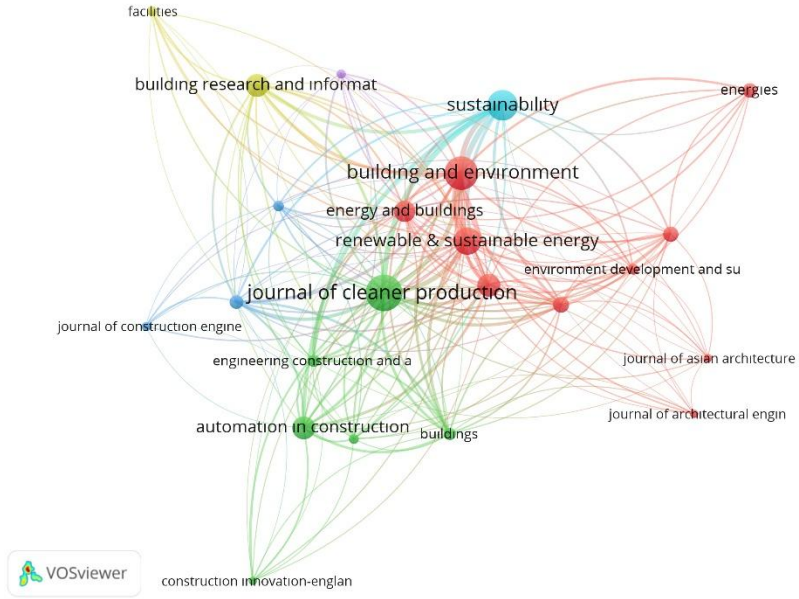 facilities
building research and informat
energies
sustainability
building and environment
energy and buildings
renewable & sustainable energy
environment development and su
journal of cleaner production
journal of construction engine
engineering construction and a
journal of asian architecture
journal of architectural engin
automation in construction
buildings
VOSviewer
construction innovation-englan